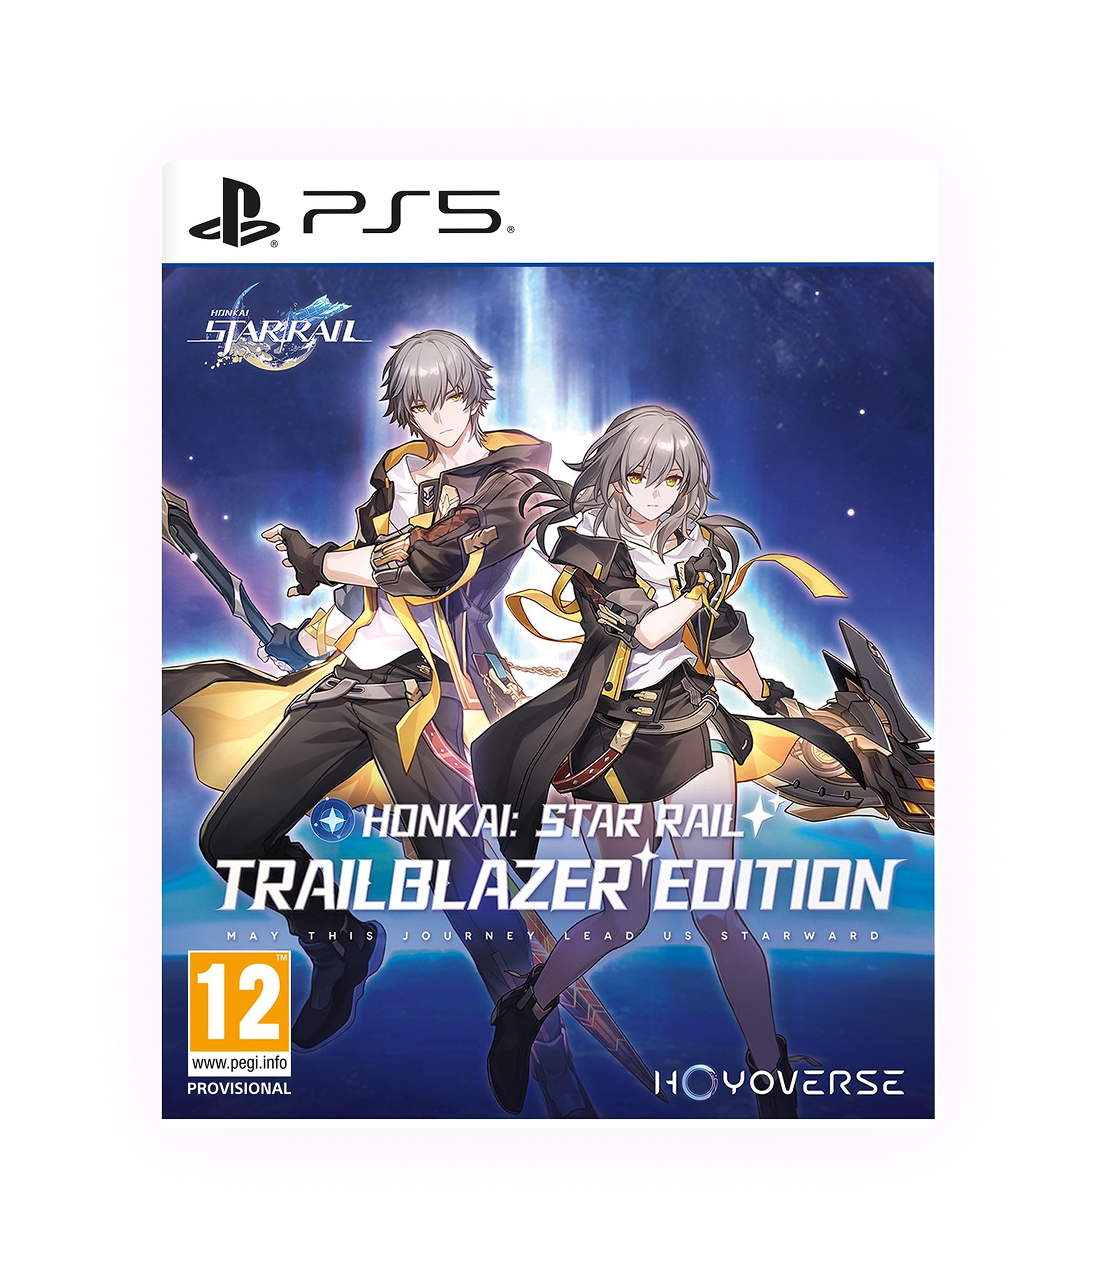 PS5®
®
HONKAI
STAR RAIL
HONKAI: STAR RAIL
TRAILBLAZER EDITION
MAY THIS JOURNEY LEAD US STARWARD
12™
www.pegi.info
PROVISIONAL
HOYOVERSE